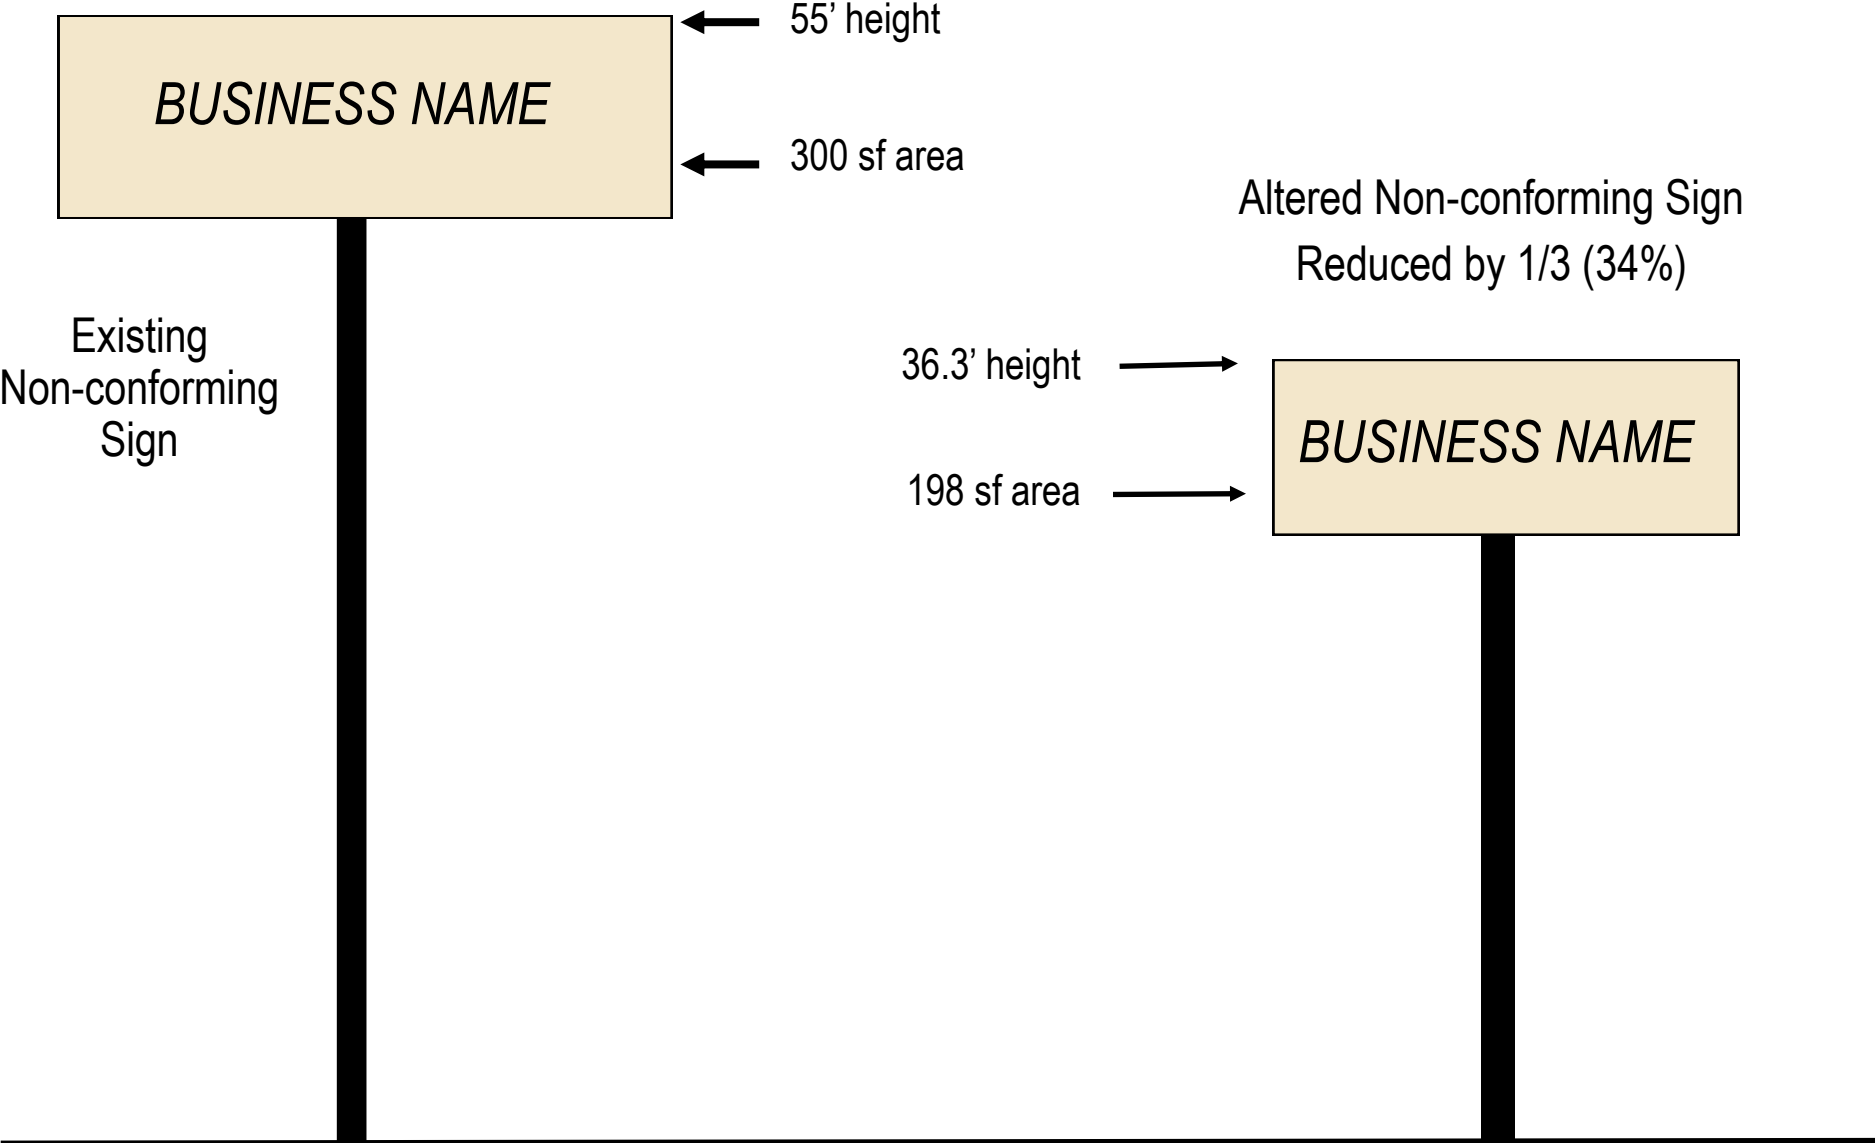 55’ height
BUSINESS NAME
300 sf area
Existing
Non-conforming
Sign
Altered Non-conforming Sign
Reduced by 1/3 (34%)
36.3’ height
BUSINESS NAME
198 sf area